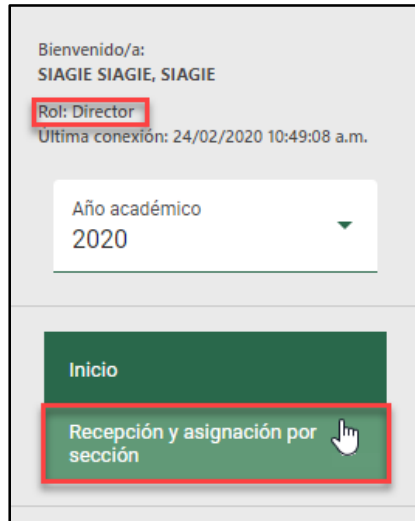 Bienvenido/a:
SIAGIE SIAGIE, SIAGIE
Rol: Director
Última conexión: 24/02/2020 10:49:08 a.m.
Año académico
2020
Inicio
Recepción y asignación por
sección